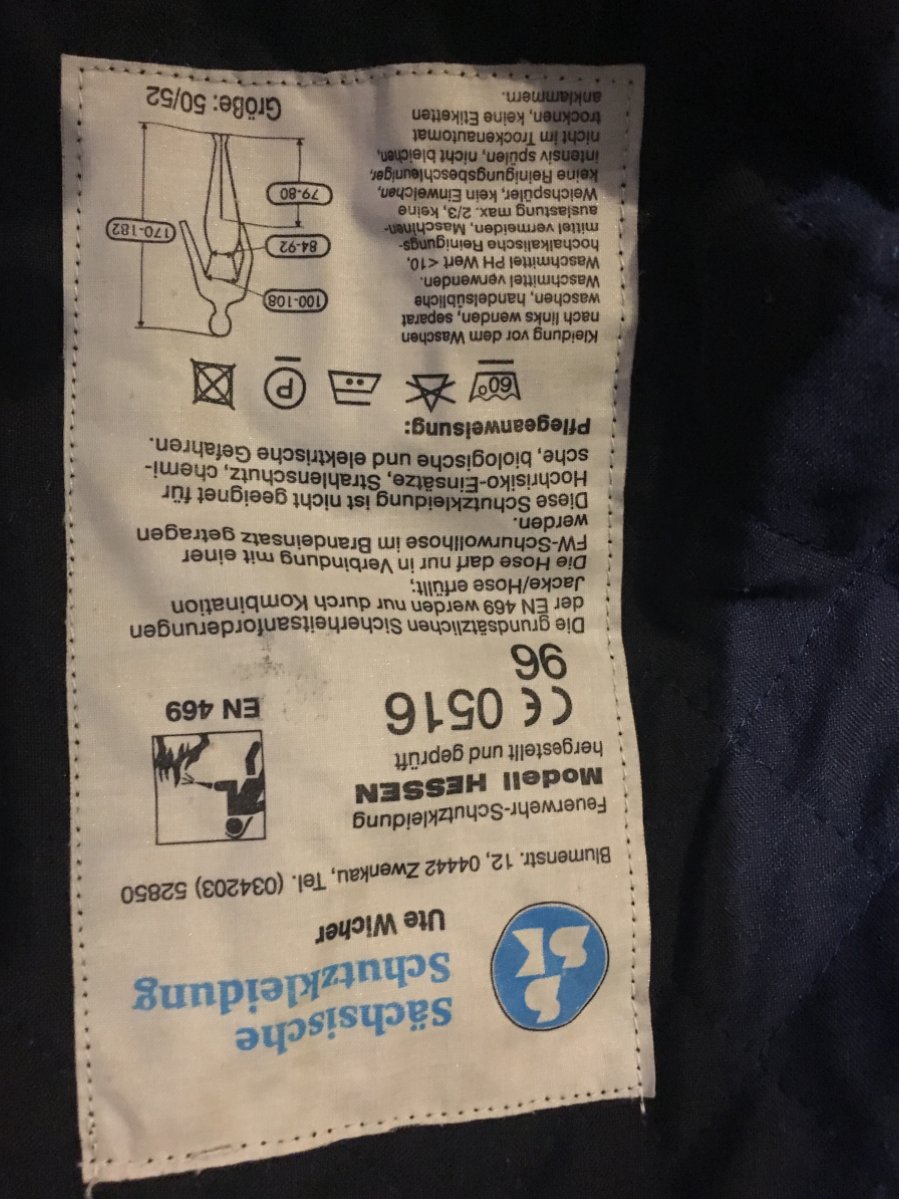 Sächsische
Schutzkleidung
Ute Wicher
Blumenstr. 12, 04442 Zwenkau, Tel. (034203) 52850
Feuerwehr-Schutzkleidung
Modell HESSEN
hergestellt und geprüft
CE 0516
96
EN 469
Die grundsätzlichen Sicherheitsanforderungen
der EN 469 werden nur durch Kombination
Jacke/Hose erfüllt;
Die Hose darf nur in Verbindung mit einer
FW-Schurwollhose im Brandeinsatz getragen
werden.
Diese Schutzkleidung ist nicht geeignet für
Hochrisiko-Einsätze, Strahlenschutz, chemi-
sche, biologische und elektrische Gefahren.
Pflegeanweisung:
60°
P
Kleidung vor dem Waschen
nach links wenden, separat
waschen, handelsübliche
Waschmittel verwenden.
Waschmittel PH Wert <10,
hochalkalische Reinigungs-
mittel vermeiden, Maschinen-
auslastung max. 2/3, keine
Weichspüler, kein Einweichen,
keine Reinigungsbeschleuniger,
intensiv spülen, nicht bleichen,
nicht im Trockenautomat
trocknen, keine Etiketten
anklammern.
100-108
84-92
170-182
79-80
Größe: 50/52